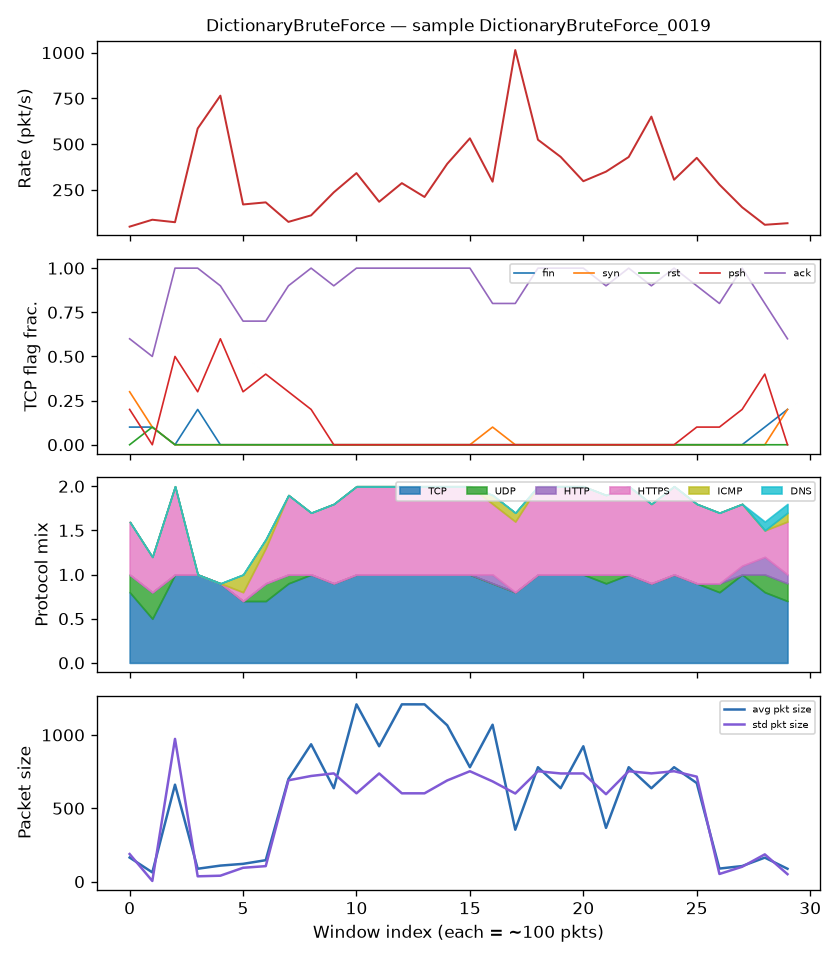 DictionaryBruteForce — sample DictionaryBruteForce_0019
Rate (pkt/s)
1000
750
500
250
TCP flag frac.
1.00
0.75
0.50
0.25
0.00
fin syn rst psh ack
Protocol mix
2.0
1.5
1.0
0.5
0.0
TCP UDP HTTP HTTPS ICMP DNS
Packet size
1000
500
0
avg pkt size
std pkt size
0 5 10 15 20 25 30
Window index (each = ~100 pkts)